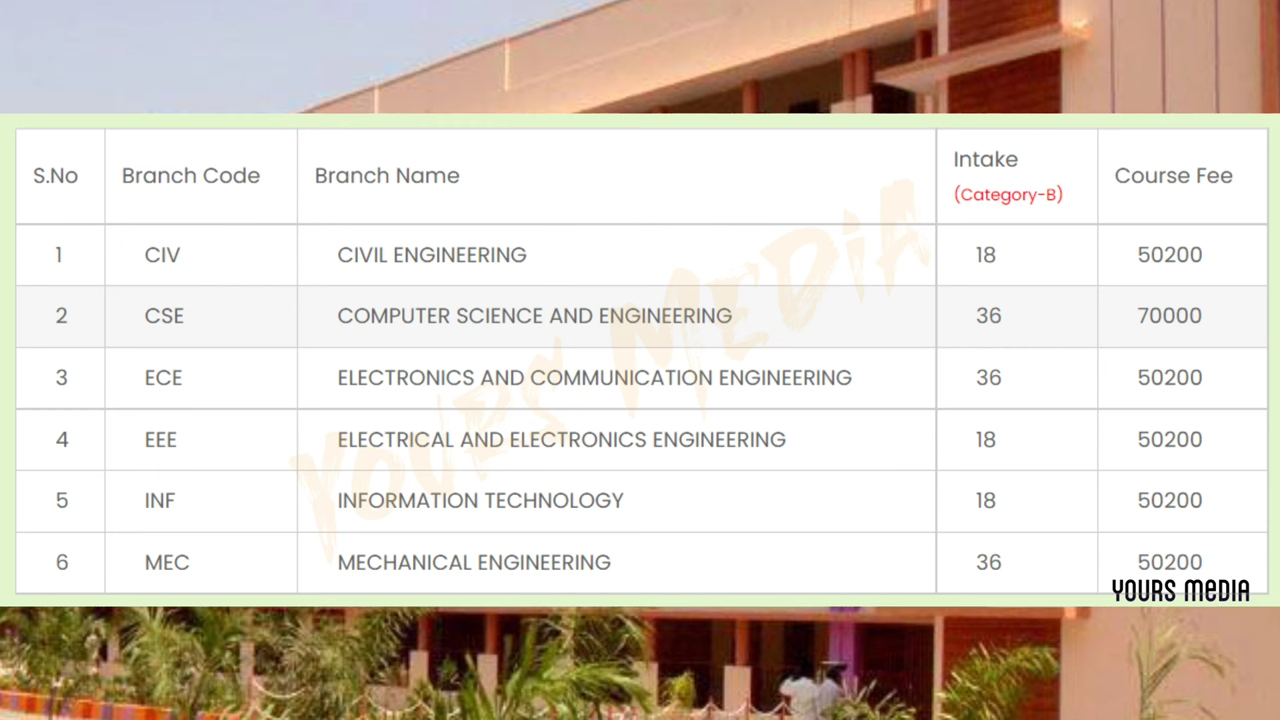 S.No Branch Code Branch Name Intake (Category-B) Course Fee
1 CIV CIVIL ENGINEERING 18 50200
2 CSE COMPUTER SCIENCE AND ENGINEERING 36 70000
3 ECE ELECTRONICS AND COMMUNICATION ENGINEERING 36 50200
4 EEE ELECTRICAL AND ELECTRONICS ENGINEERING 18 50200
5 INF INFORMATION TECHNOLOGY 18 50200
6 MEC MECHANICAL ENGINEERING 36 50200
YOURS MEDIA
YOURS MEDIA